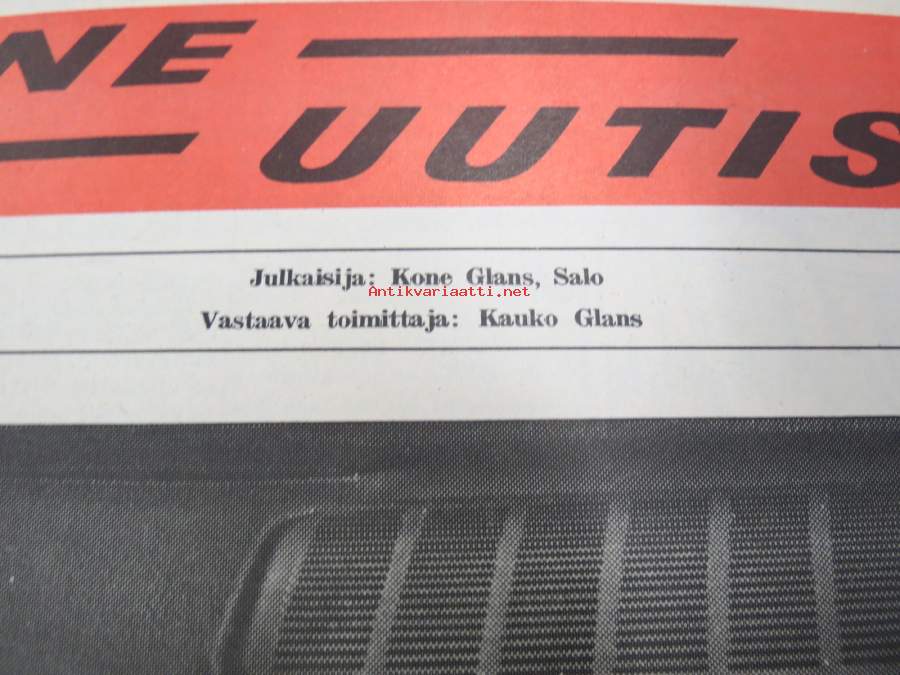 NE
UUTIS
Julkaisija: Kone Glans, Salo
Antikvariaatti.net
Vastaava toimittaja: Kauko Glans